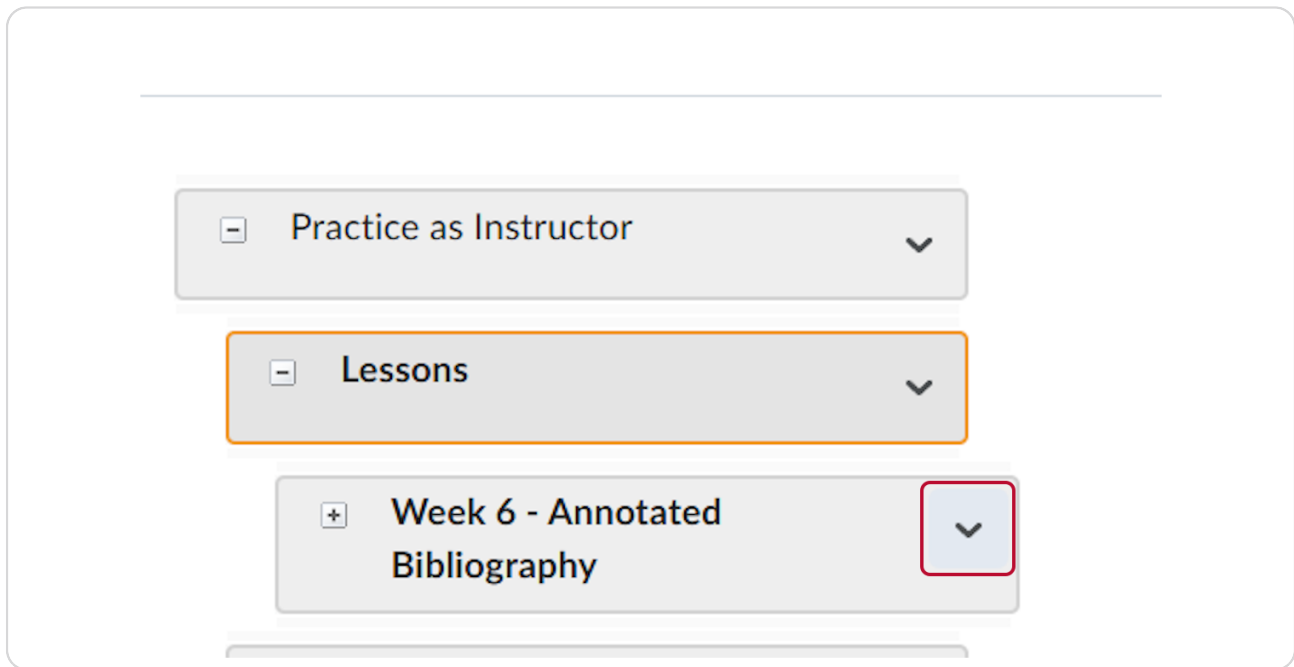 Practice as Instructor
Lessons
Week 6 - Annotated
Bibliography